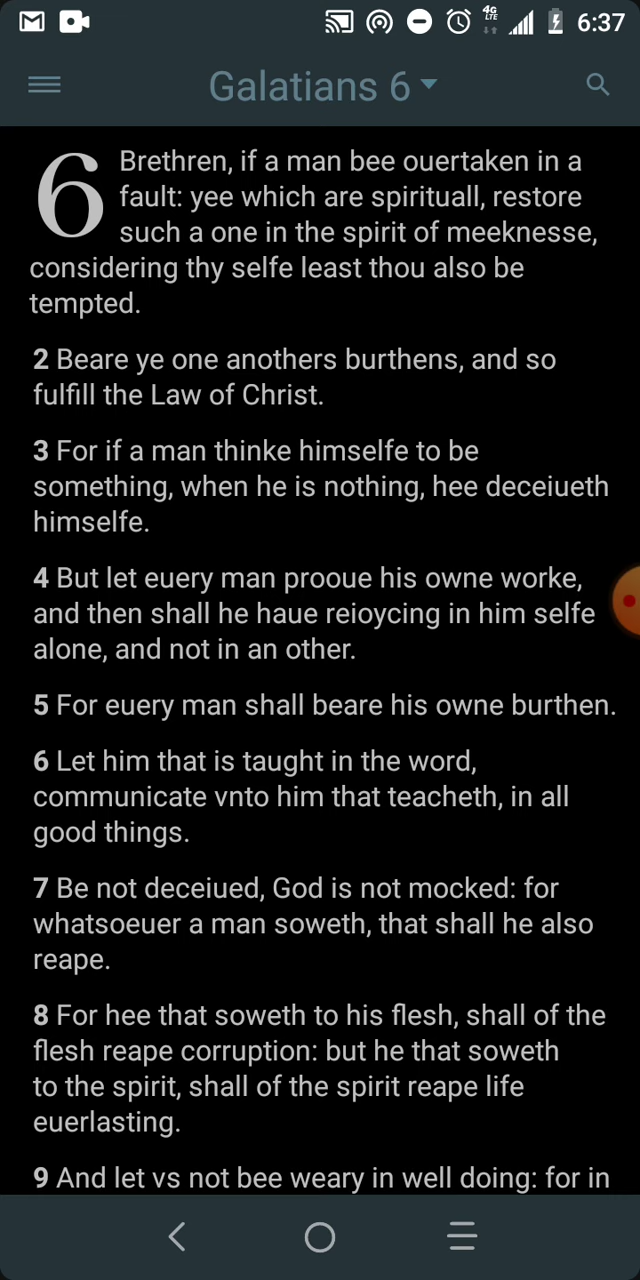 4G
LTE
6:37
Galatians 6
6 Brethren, if a man bee ouertaken in a
fault: yee which are spirituall, restore
such a one in the spirit of meeknesse,
considering thy selfe least thou also be
tempted.
2 Beare ye one anothers burthens, and so
fulfill the Law of Christ.
3 For if a man thinke himselfe to be
something, when he is nothing, hee deceiueth
himselfe.
4 But let euery man prooue his owne worke,
and then shall he haue reioycing in him selfe
alone, and not in an other.
5 For euery man shall beare his owne burthen.
6 Let him that is taught in the word,
communicate vnto him that teacheth, in all
good things.
7 Be not deceiued, God is not mocked: for
whatsoeuer a man soweth, that shall he also
reape.
8 For hee that soweth to his flesh, shall of the
flesh reape corruption: but he that soweth
to the spirit, shall of the spirit reape life
euerlasting.
9 And let vs not bee weary in well doing: for in